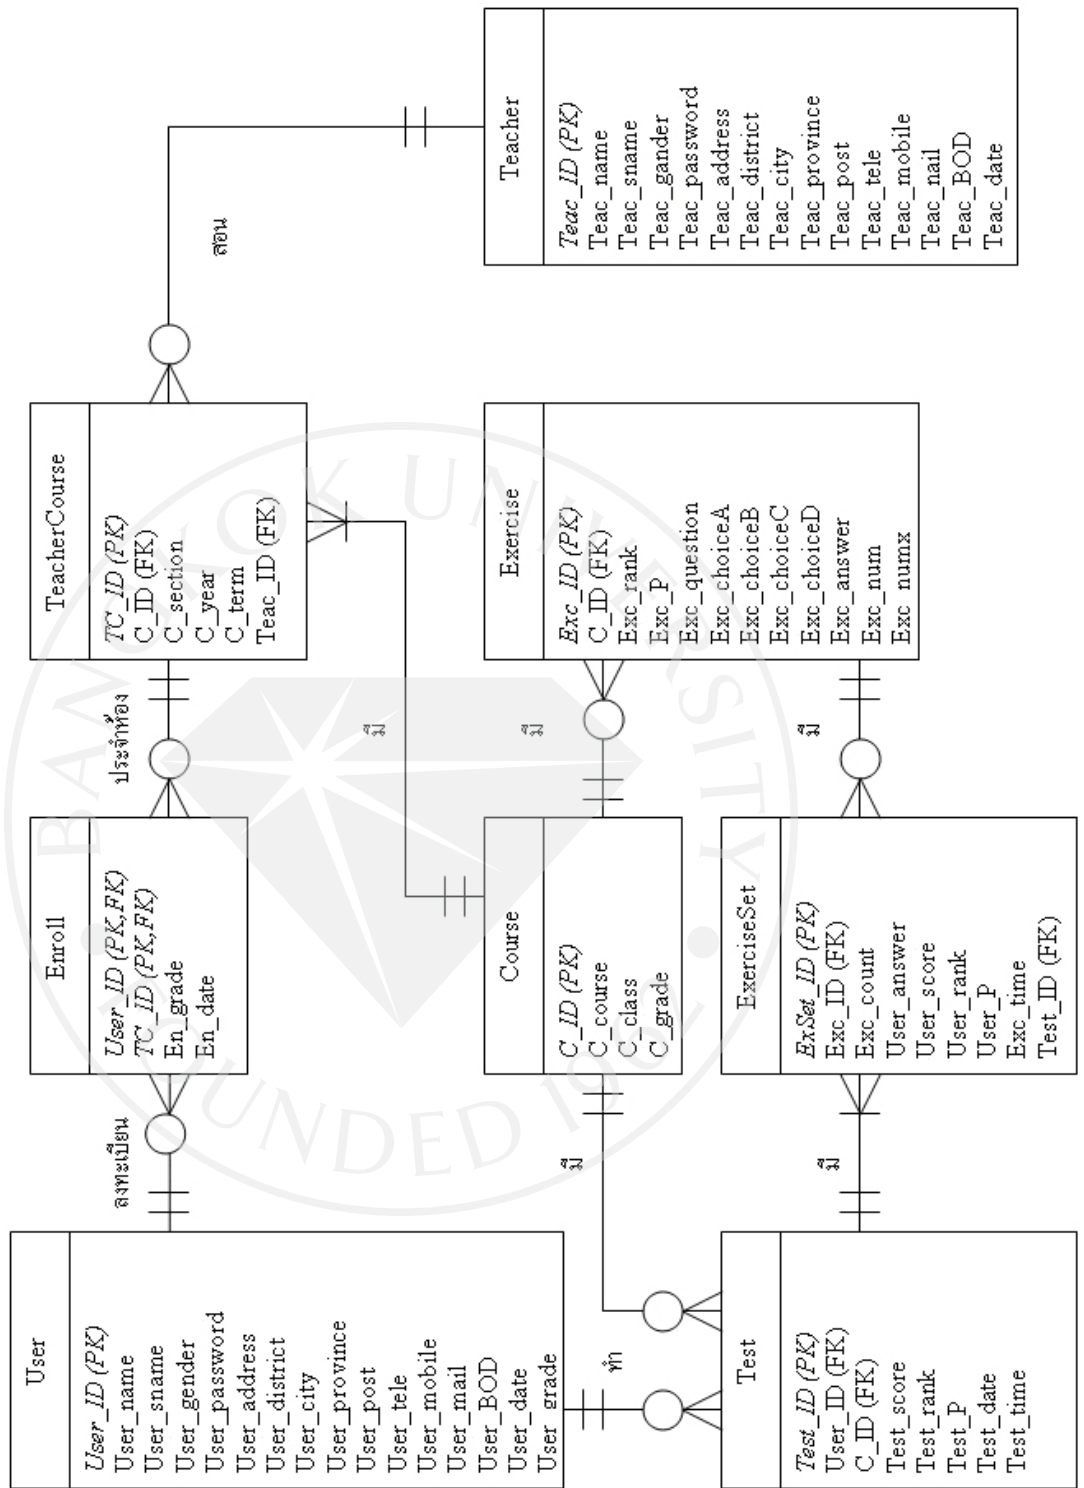 User
User_ID (PK)
User_name
User_sname
User_gender
User_password
User_address
User_district
User_city
User_province
User_post
User_tele
User_mobile
User_mail
User_BOD
User_date
User_grade
ลงทะเบียน
Enroll
User_ID (PK,FK)
TC_ID (PK,FK)
En_grade
En_date
ประจำห้อง
TeacherCourse
TC_ID (PK)
C_ID (FK)
C_section
C_year
C_term
Teac_ID (FK)
สอน
Teacher
Teac_ID (PK)
Teac_name
Teac_sname
Teac_gander
Teac_password
Teac_address
Teac_district
Teac_city
Teac_province
Teac_post
Teac_tele
Teac_mobile
Teac_nail
Teac_BOD
Teac_date
มี
Course
C_ID (PK)
C_course
C_class
C_grade
มี
มี
Exercise
Exc_ID (PK)
C_ID (FK)
Exc_rank
Exc_P
Exc_question
Exc_choiceA
Exc_choiceB
Exc_choiceC
Exc_choiceD
Exc_answer
Exc_num
Exc_numx
ทำ
Test
Test_ID (PK)
User_ID (FK)
C_ID (FK)
Test_score
Test_rank
Test_P
Test_date
Test_time
มี
ExerciseSet
ExSet_ID (PK)
Exc_ID (FK)
Exc_count
User_answer
User_score
User_rank
User_P
Exc_time
Test_ID (FK)
มี
BANGKOK UNIVERSITY
FOUNDED 1962